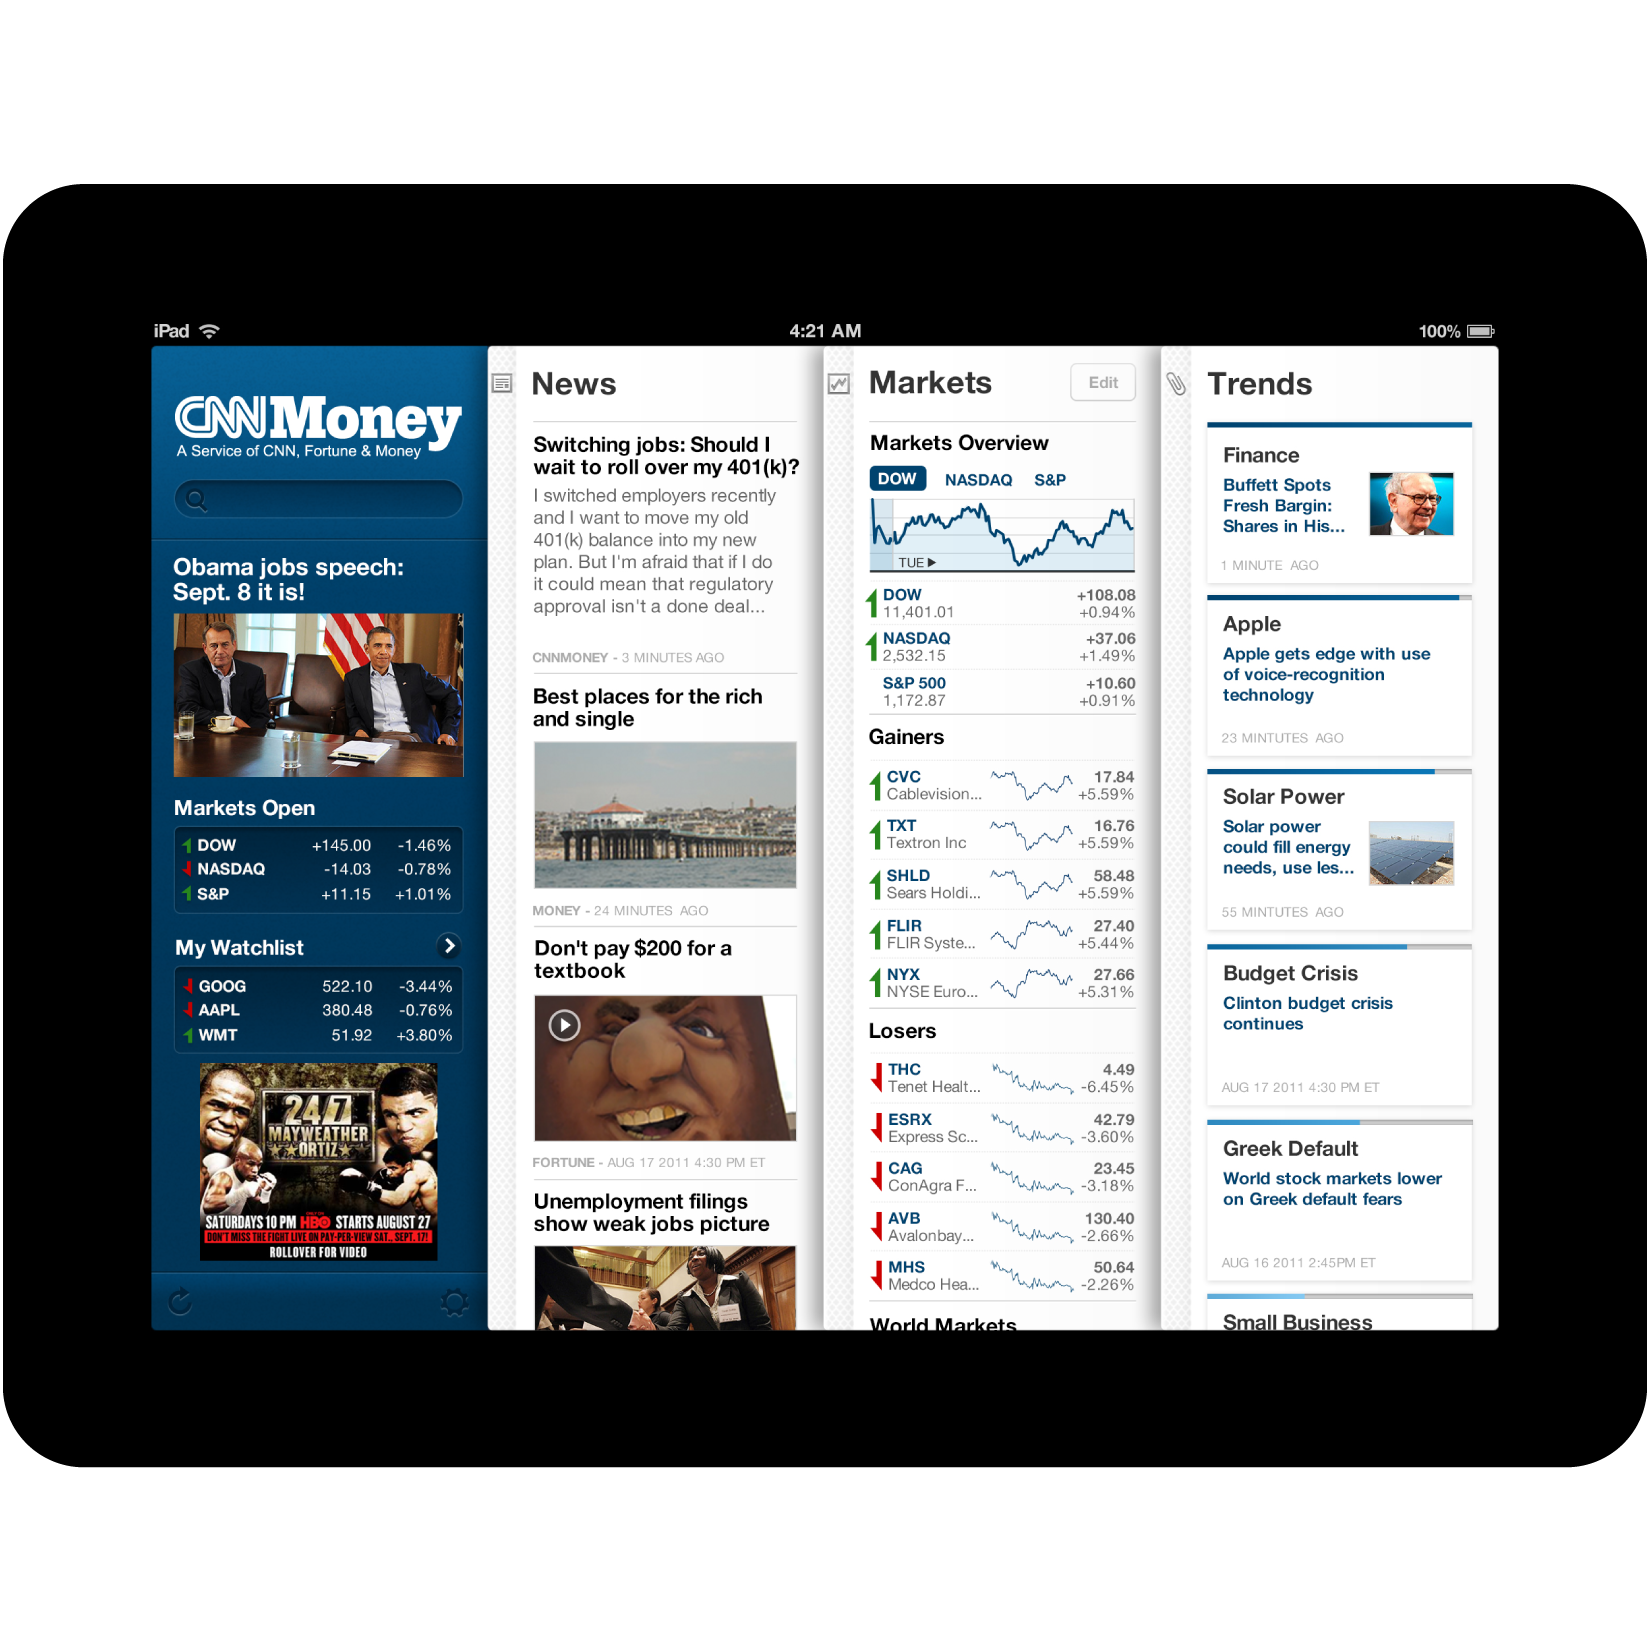 iPad
4:21 AM
100%
CNNMoney
A Service of CNN, Fortune & Money
Obama jobs speech:
Sept. 8 it is!
Markets Open
DOW +145.00 -1.46%
NASDAQ -14.03 -0.78%
S&P +11.15 +1.01%
My Watchlist
GOOG 522.10 -3.44%
AAPL 380.48 -0.76%
WMT 51.92 +3.80%
24/7
MAYWEATHER
ORTIZ
SATURDAYS 10 PM HBO STARTS AUGUST 27
DON'T MISS THE FIGHT LIVE ON PAY-PER-VIEW SAT., SEPT. 17!
ROLLOVER FOR VIDEO
News
Switching jobs: Should I
wait to roll over my 401(k)?
I switched employers recently
and I want to move my old
401(k) balance into my new
plan. But I'm afraid that if I do
it could mean that regulatory
approval isn't a done deal...
CNNMONEY - 3 MINUTES AGO
Best places for the rich
and single
MONEY - 24 MINUTES AGO
Don't pay $200 for a
textbook
FORTUNE - AUG 17 2011 4:30 PM ET
Unemployment filings
show weak jobs picture
Markets
Edit
Markets Overview
DOW NASDAQ S&P
TUE
DOW +108.08
11,401.01 +0.94%
NASDAQ +37.06
2,532.15 +1.49%
S&P 500 +10.60
1,172.87 +0.91%
Gainers
CVC 17.84
Cablevision... +5.59%
TXT 16.76
Textron Inc +5.59%
SHLD 58.48
Sears Holdi... +5.59%
FLIR 27.40
FLIR Syste... +5.44%
NYX 27.66
NYSE Euro... +5.31%
Losers
THC 4.49
Tenet Healt... -6.45%
ESRX 42.79
Express Sc... -3.60%
CAG 23.45
ConAgra F... -3.18%
AVB 130.40
Avalonbay... -2.66%
MHS 50.64
Medco Hea... -2.26%
World Markets
Trends
Finance
Buffett Spots
Fresh Bargin:
Shares in His...
1 MINUTE AGO
Apple
Apple gets edge with use
of voice-recognition
technology
23 MINTUTES AGO
Solar Power
Solar power
could fill energy
needs, use les...
55 MINTUTES AGO
Budget Crisis
Clinton budget crisis
continues
AUG 17 2011 4:30 PM ET
Greek Default
World stock markets lower
on Greek default fears
AUG 16 2011 2:45PM ET
Small Business